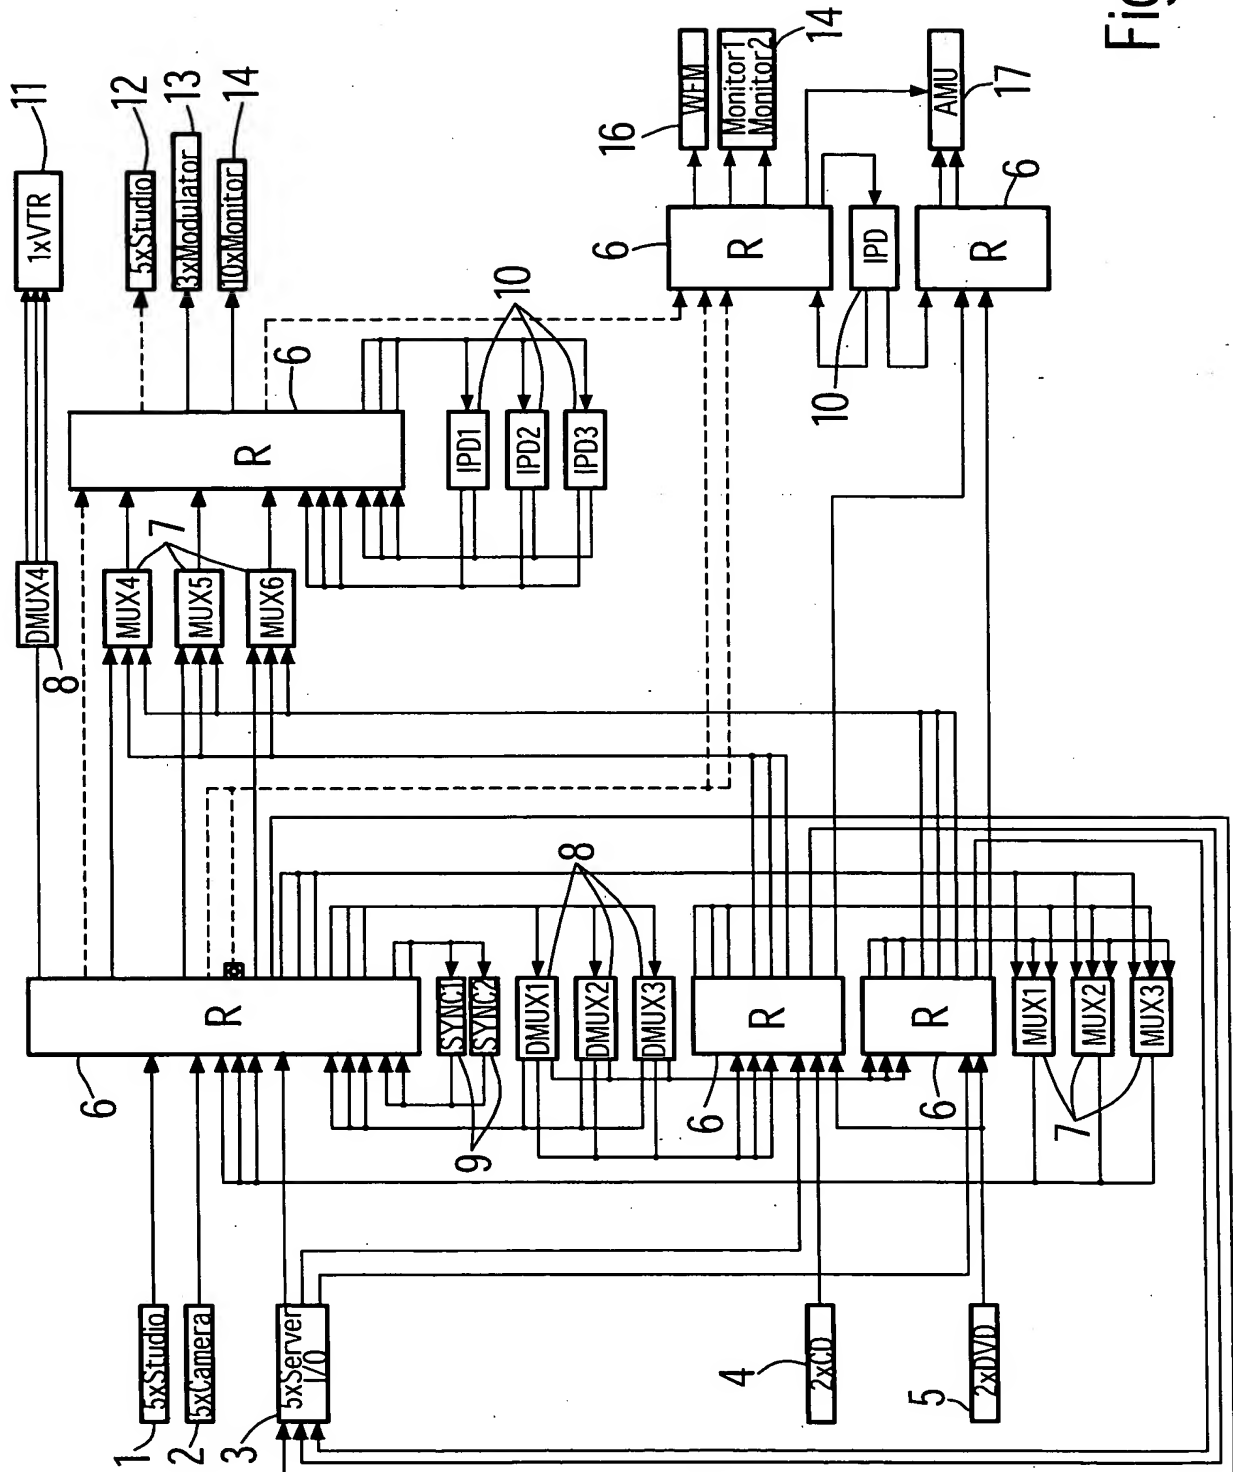 Fig
11
1xVTR
12
5xStudio
13
3xModulator
14
10xMonitor
16
WFM
Monitor1
Monitor2
14
AMU
17
DMUX4
8
MUX4
MUX5
MUX6
7
R
6
IPD1
IPD2
IPD3
10
R
6
IPD
10
R
6
R
6
SYNC1
SYNC2
9
DMUX1
DMUX2
DMUX3
8
R
6
R
6
MUX1
MUX2
MUX3
7
1
5xStudio
2
5xCamera
3
5xServer
I/O
4
2xCD
5
2xDVD